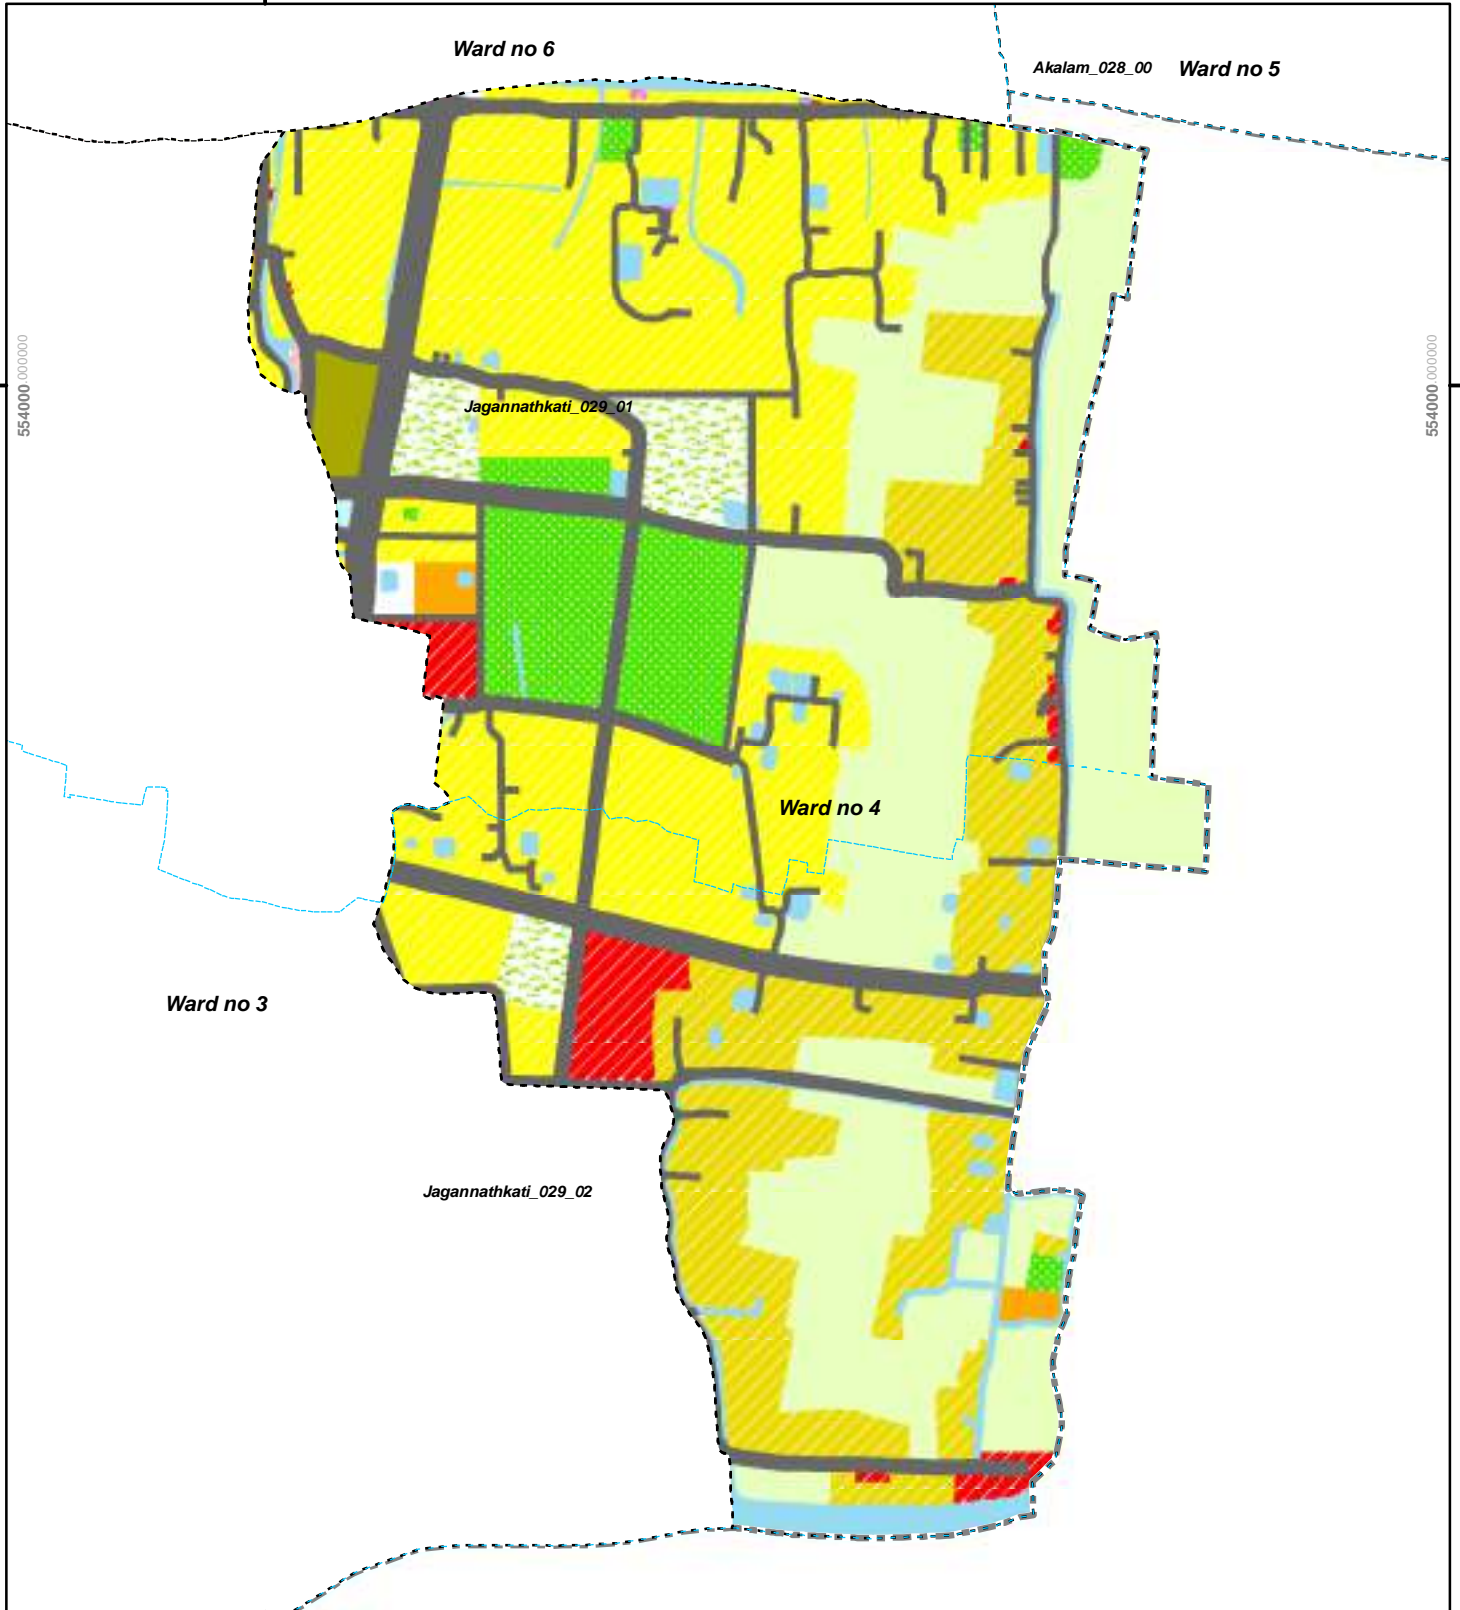 Ward no 6
Akalam_028_00
Ward no 5
554000.000000
554000.000000
Jagannathkati_029_01
Ward no 4
Ward no 3
Jagannathkati_029_02